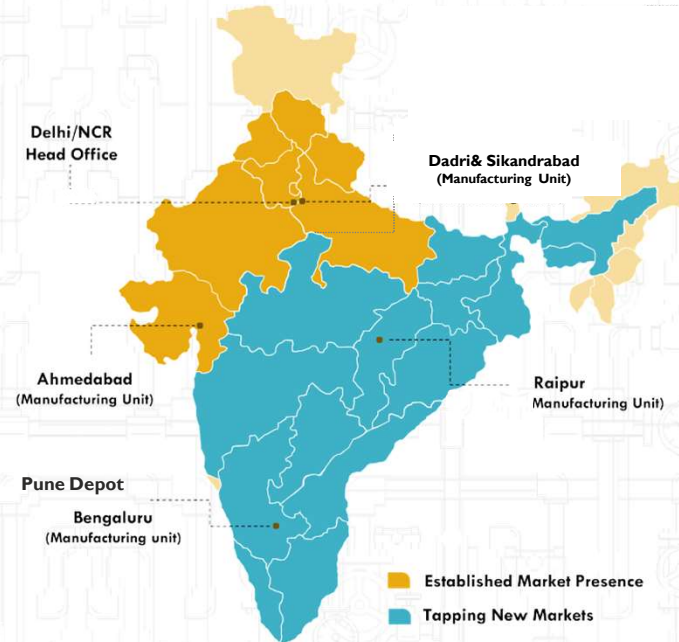 Delhi/NCR
Head Office
Dadri& Sikandrabad
(Manufacturing Unit)
Ahmedabad
(Manufacturing Unit)
Raipur
Manufacturing Unit)
Pune Depot
Bengaluru
(Manufacturing unit)
Established Market Presence
Tapping New Markets